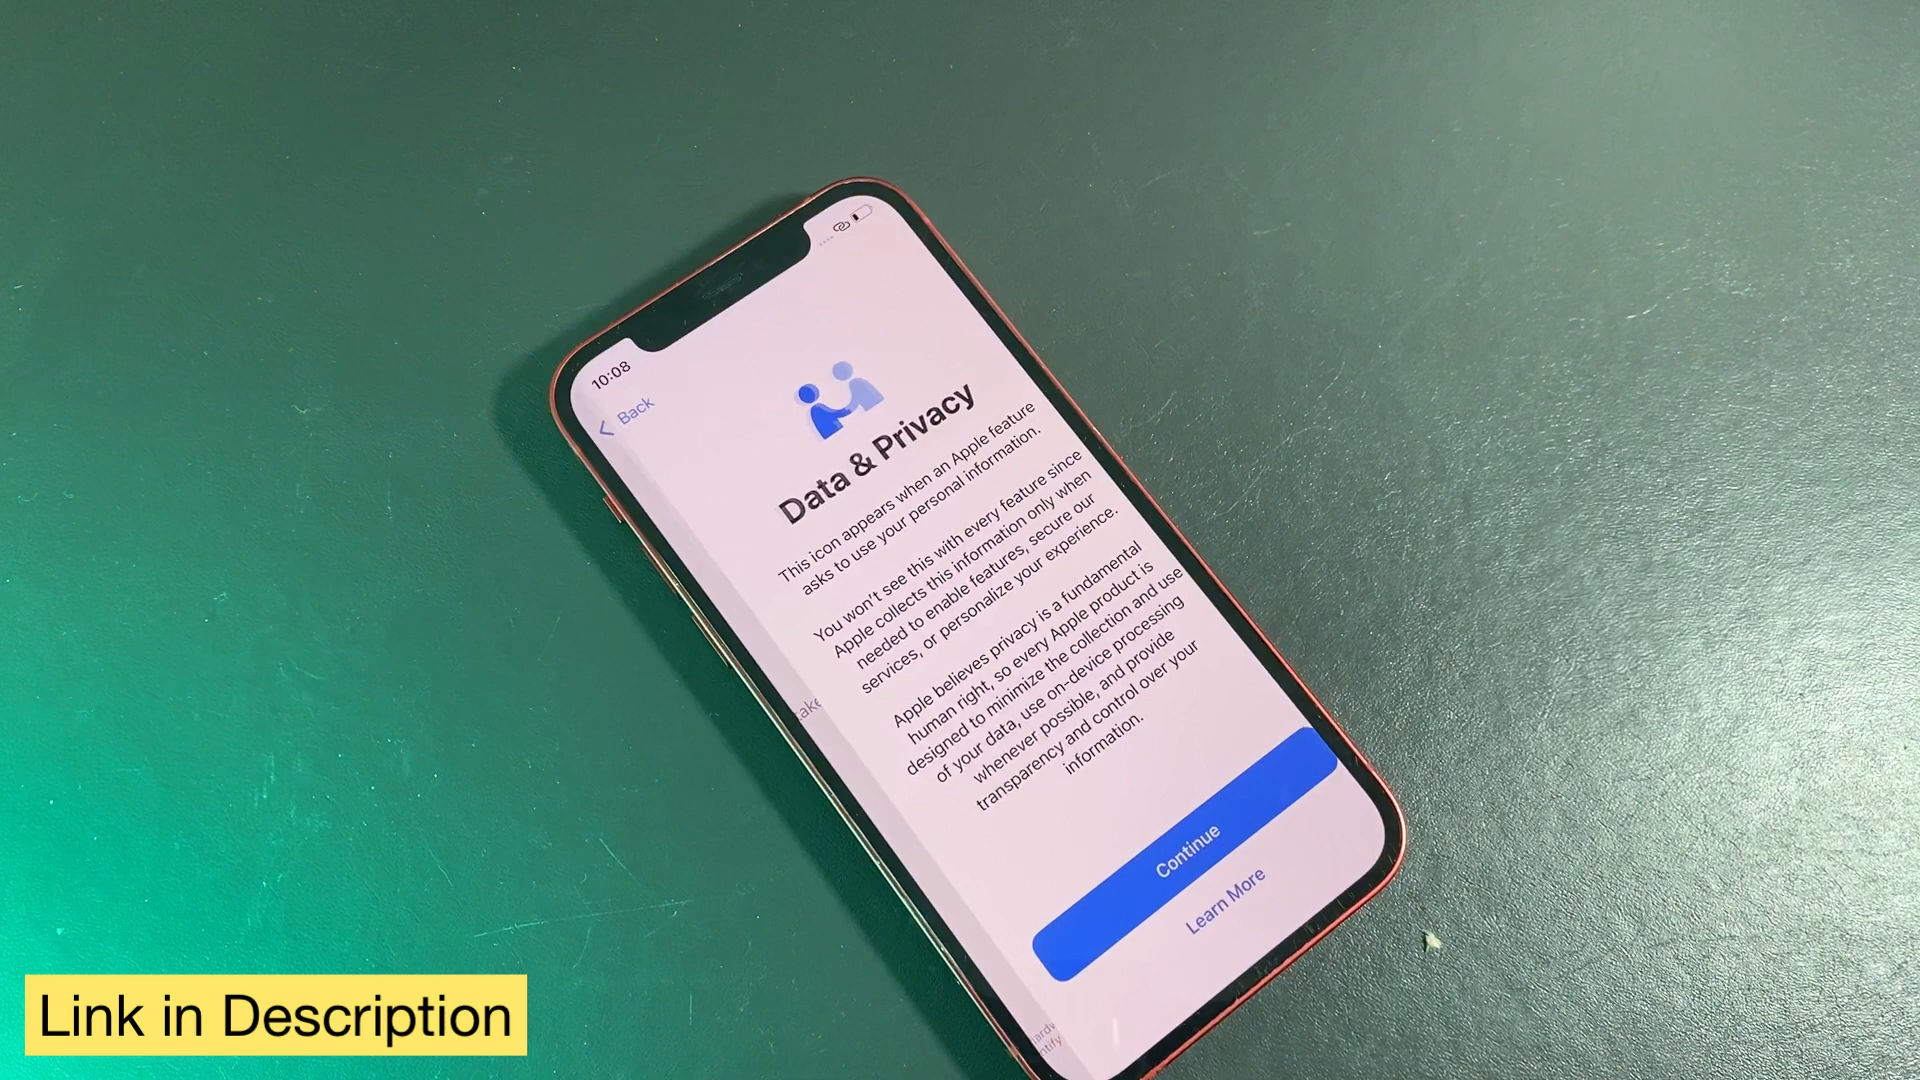 10:08
Back
Data & Privacy
This icon appears when an Apple feature
asks to use your personal information.
You won't see this with every feature since
Apple collects this information only when
needed to enable features, secure our
services, or personalize your experience.
Apple believes privacy is a fundamental
human right, so every Apple product is
designed to minimize the collection and use
of your data, use on-device processing
whenever possible, and provide
transparency and control over your
information.
Continue
Learn More
Link in Description